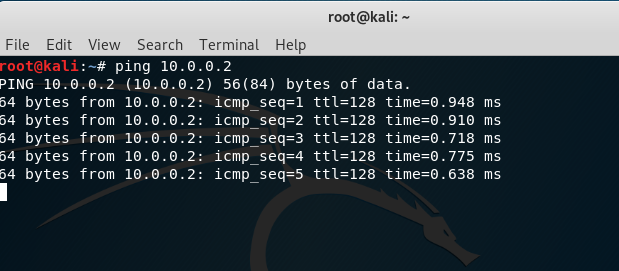 root@kali: ~
File Edit View Search Terminal Help
root@kali:~# ping 10.0.0.2
PING 10.0.0.2 (10.0.0.2) 56(84) bytes of data.
64 bytes from 10.0.0.2: icmp_seq=1 ttl=128 time=0.948 ms
64 bytes from 10.0.0.2: icmp_seq=2 ttl=128 time=0.910 ms
64 bytes from 10.0.0.2: icmp_seq=3 ttl=128 time=0.718 ms
64 bytes from 10.0.0.2: icmp_seq=4 ttl=128 time=0.775 ms
64 bytes from 10.0.0.2: icmp_seq=5 ttl=128 time=0.638 ms